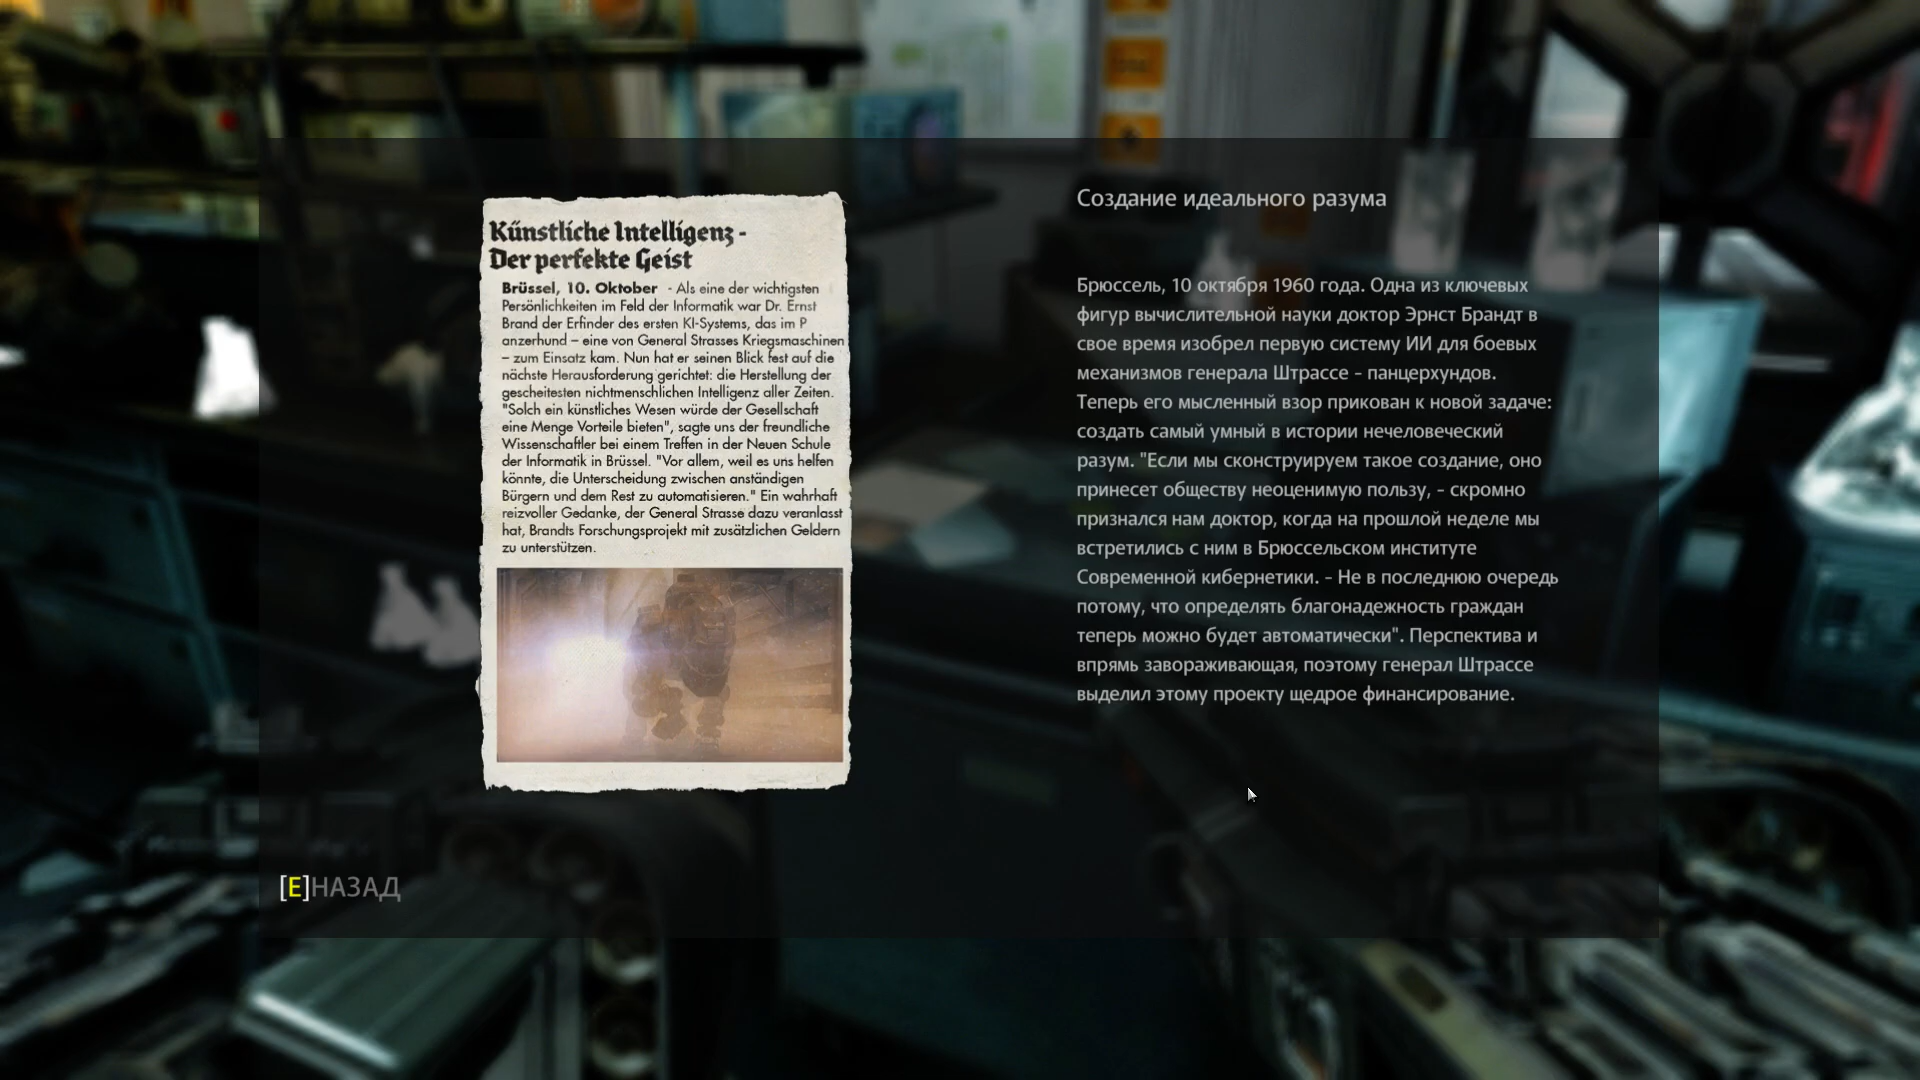 Künstliche Intelligenz -
Der perfekte Geist
Brüssel, 10. Oktober - Als eine der wichtigsten
Persönlichkeiten im Feld der Informatik war Dr. Ernst
Brand der Erfinder des ersten KI-Systems, das im P
anzerhund – eine von General Strasses Kriegsmaschinen
– zum Einsatz kam. Nun hat er seinen Blick fest auf die
nächste Herausforderung gerichtet: die Herstellung der
gescheitesten nichtmenschlichen Intelligenz aller Zeiten.
"Solch ein künstliches Wesen würde der Gesellschaft
eine Menge Vorteile bieten", sagte uns der freundliche
Wissenschaftler bei einem Treffen in der Neuen Schule
der Informatik in Brüssel. "Vor allem, weil es uns helfen
könnte, die Unterscheidung zwischen anständigen
Bürgern und dem Rest zu automatisieren." Ein wahrhaft
reizvoller Gedanke, der General Strasse dazu veranlasst
hat, Brandts Forschungsprojekt mit zusätzlichen Geldern
zu unterstützen.
Создание идеального разума
Брюссель, 10 октября 1960 года. Одна из ключевых
фигур вычислительной науки доктор Эрнст Брандт в
свое время изобрел первую систему ИИ для боевых
механизмов генерала Штрассе - панцерхундов.
Теперь его мысленный взор прикован к новой задаче:
создать самый умный в истории нечеловеческий
разум. "Если мы сконструируем такое создание, оно
принесет обществу неоценимую пользу, - скромно
признался нам доктор, когда на прошлой неделе мы
встретились с ним в Брюссельском институте
Современной кибернетики. - Не в последнюю очередь
потому, что определять благонадежность граждан
теперь можно будет автоматически". Перспектива и
впрямь завораживающая, поэтому генерал Штрассе
выделил этому проекту щедрое финансирование.
[E]НАЗАД